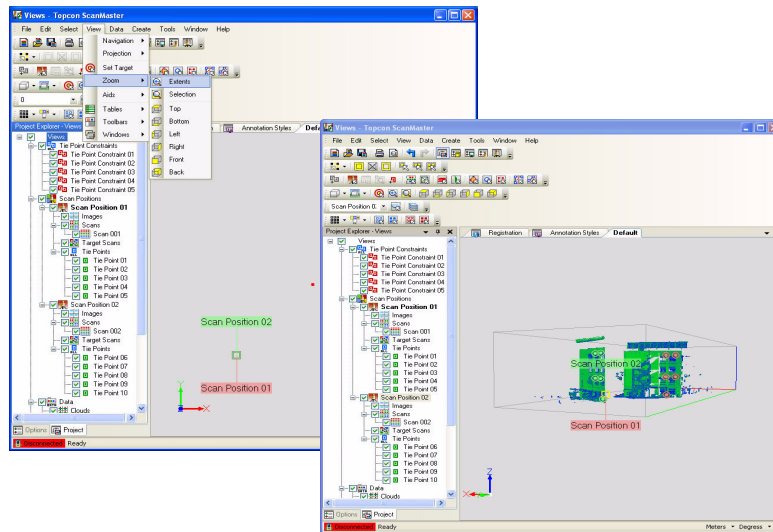 Views - Topcon ScanMaster
File Edit Select View Data Create Tools Window Help
Navigation
Projection
Set Target
Zoom
Aids
Tables
Toolbars
Windows
Extents
Selection
Top
Bottom
Left
Right
Front
Back
0
Annotation Styles
Project Explorer - Views
Views
Tie Point Constraints
Tie Point Constraint 01
Tie Point Constraint 02
Tie Point Constraint 03
Tie Point Constraint 04
Tie Point Constraint 05
Scan Positions
Scan Position 01
Images
Scans
Scan 001
Target Scans
Tie Points
Tie Point 01
Tie Point 02
Tie Point 03
Tie Point 04
Tie Point 05
Scan Position 02
Images
Scans
Scan 002
Target Scans
Tie Points
Tie Point 06
Tie Point 07
Tie Point 08
Tie Point 09
Tie Point 10
Data
Clouds
Options Project
Disconnected Ready
Scan Position 02
Scan Position 01
Y
X
Views - Topcon ScanMaster
File Edit Select View Data Create Tools Window Help
Scan Position 0
Project Explorer - Views
Registration Annotation Styles Default
Views
Tie Point Constraints
Tie Point Constraint 01
Tie Point Constraint 02
Tie Point Constraint 03
Tie Point Constraint 04
Tie Point Constraint 05
Scan Positions
Scan Position 01
Images
Scans
Scan 001
Target Scans
Tie Points
Tie Point 01
Tie Point 02
Tie Point 03
Tie Point 04
Tie Point 05
Scan Position 02
Images
Scans
Scan 002
Target Scans
Tie Points
Tie Point 06
Tie Point 07
Tie Point 08
Tie Point 09
Tie Point 10
Data
Clouds
Options Project
Disconnected Ready
Scan Position 02
Scan Position 01
Z
X
Meters Degrees